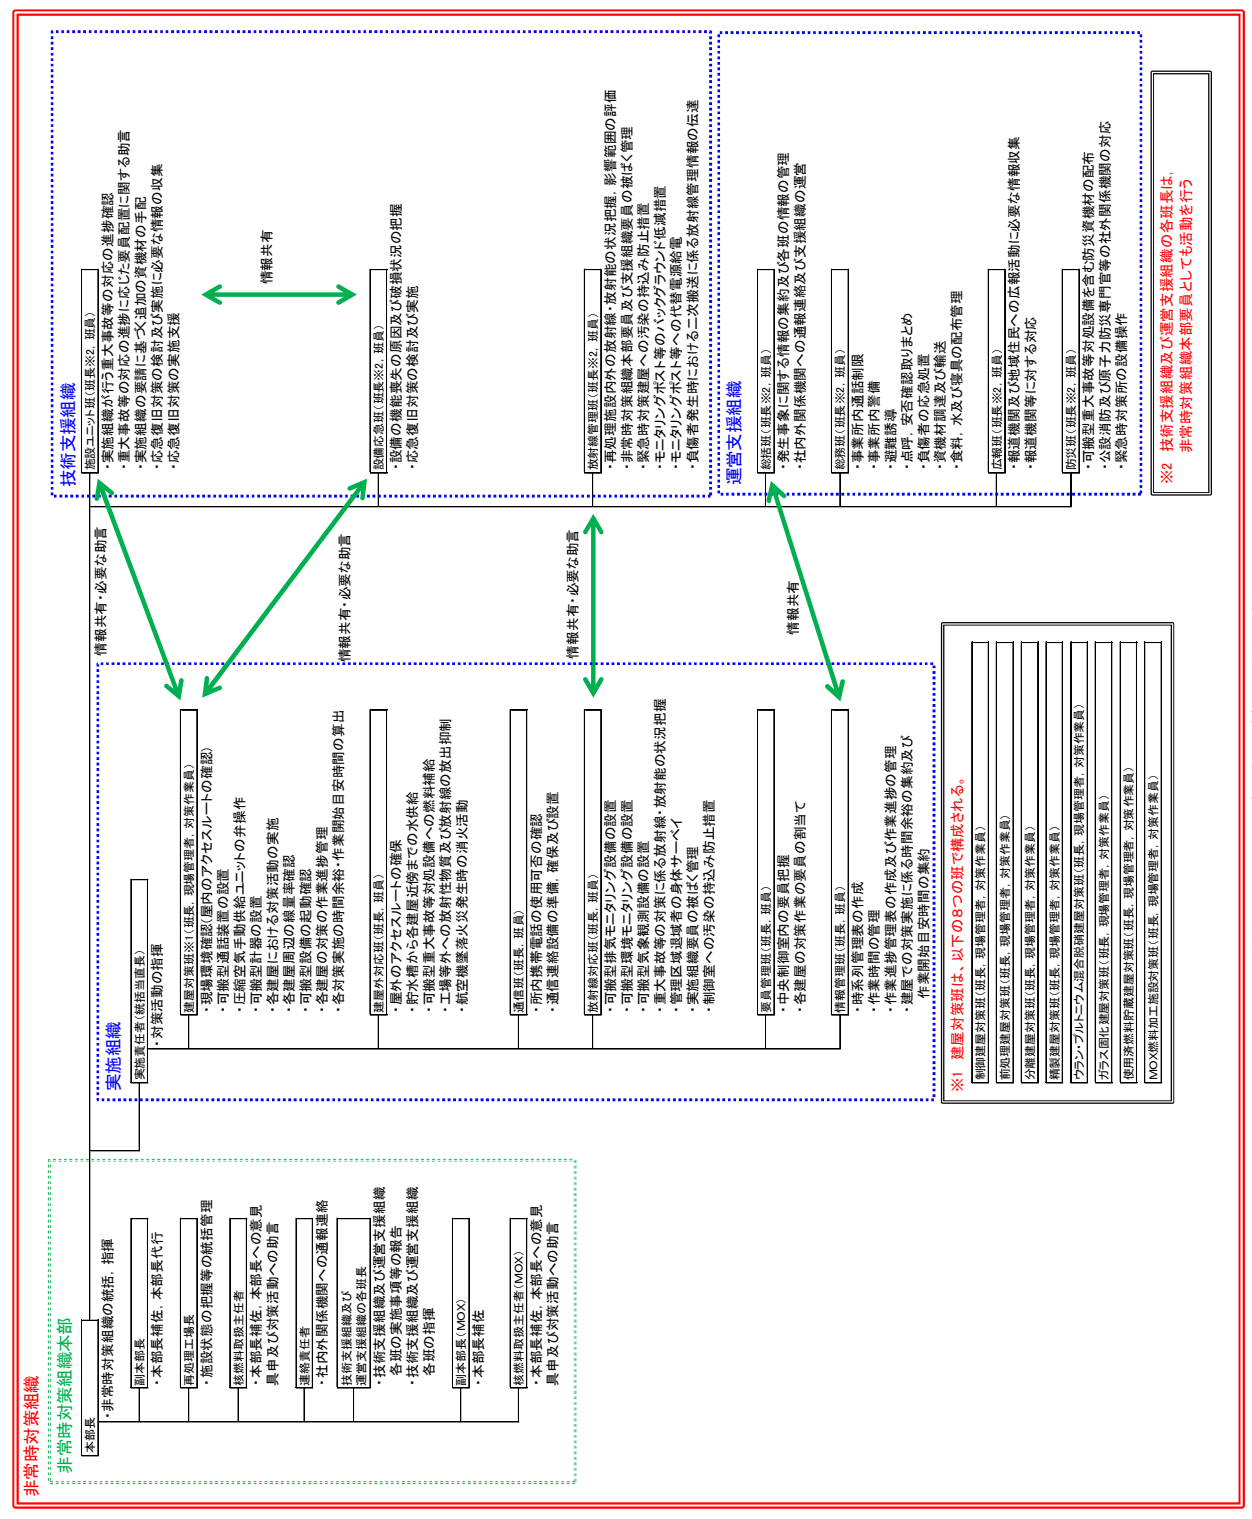 非常時対策組織
非常時対策組織本部
本部長
・非常時対策組織の統括，指揮
副本部長
・本部長補佐，本部長代行
再処理工場長
・施設状態の把握等の統括管理
核燃料取扱主任者
・本部長補佐，本部長への意見
具申及び対策活動への助言
連絡責任者
・社内外関係機関への通報連絡
技術支援組織及び
運営支援組織の各班長
・技術支援組織及び運営支援組織
各班の実施事項等の報告
・技術支援組織及び運営支援組織
各班の指揮
副本部長（MOX）
・本部長補佐
核燃料取扱主任者（MOX）
・本部長補佐，本部長への意見
具申及び対策活動への助言
実施組織
実施責任者（統括当直長）
・対策活動の指揮
建屋対策班※1（班長，現場管理者，対策作業員）
・現場環境確認（屋内のアクセスルートの確認）
・可搬型通話装置の設置
・圧縮空気手動供給ユニットの弁操作
・可搬型計器の設置
・各建屋における対策活動の実施
・各建屋周辺の線量率確認
・可搬型設備の起動確認
・各建屋の対策の作業進捗管理
・各対策実施の時間余裕・作業開始目安時間の算出
建屋外対応班（班長，班員）
・屋外のアクセスルートの確保
・貯水槽から各建屋近傍までの水供給
・可搬型重大事故等対処設備への燃料補給
・工場等外への放射性物質及び放射線の放出抑制
・航空機墜落火災発生時の消火活動
通信班（班長，班員）
・所内携帯電話の使用可否の確認
・通信連絡設備の準備，確保及び設置
放射線対応班（班長，班員）
・可搬型排気モニタリング設備の設置
・可搬型環境モニタリング設備の設置
・可搬型気象観測設備の設置
・重大事故等の対策に係る放射線・放射能の状況把握
・管理区域退域者の身体サーベイ
・実施組織要員の被ばく管理
・制御室への汚染の持込み防止措置
要員管理班（班長，班員）
・中央制御室内の要員把握
・各建屋の対策作業の要員の割当て
情報管理班（班長，班員）
・時系列管理表の作成
・作業時間の管理
・作業進捗管理表の作成及び作業進捗の管理
・建屋での対策実施に係る時間余裕の集約及び
作業開始目安時間の集約
情報共有・必要な助言
情報共有・必要な助言
情報共有・必要な助言
情報共有
技術支援組織
施設ユニット班（班長※2，班員）
・実施組織が行う重大事故等の対応の進捗確認
・重大事故等の対応の進捗に応じた要員配置に関する助言
・実施組織の要請に基づく追加の資機材の手配
・応急復旧対策の検討及び実施に必要な情報の収集
・応急復旧対策の実施支援
情報共有
設備応急班（班長※2，班員）
・設備の機能喪失の原因及び破損状況の把握
・応急復旧対策の検討及び実施
放射線管理班（班長※2，班員）
・再処理施設内外の放射線・放射能の状況把握，影響範囲の評価
・非常時対策組織本部要員及び支援組織要員の被ばく管理
・緊急時対策建屋への汚染の持込み防止措置
・モニタリングポスト等のバックグラウンド低減措置
・モニタリングポスト等への代替電源給電
・負傷者発生時における二次搬送に係る放射線管理情報の伝達
運営支援組織
総括班（班長※2，班員）
・発生事象に関する情報の集約及び各班の情報の管理
・社内外関係機関への通報連絡及び支援組織の運営
総務班（班長※2，班員）
・事業所内通話制限
・事業所内警備
・避難誘導
・点呼，安否確認取りまとめ
・負傷者の応急処置
・資機材調達及び輸送
・食料，水及び寝具の配布管理
広報班（班長※2，班員）
・報道機関及び地域住民への広報活動に必要な情報収集
・報道機関等に対する対応
防災班（班長※2，班員）
・可搬型重大事故等対処設備を含む防災資機材の配布
・公設消防及び原子力防災専門官等の社外関係機関の対応
・緊急時対策所の設備操作
※1　建屋対策班は、以下の８つの班で構成される。
制御建屋対策班（班長，現場管理者，対策作業員）
前処理建屋対策班（班長，現場管理者，対策作業員）
分離建屋対策班（班長，現場管理者，対策作業員）
精製建屋対策班（班長，現場管理者，対策作業員）
ウラン・プルトニウム混合脱硝建屋対策班（班長，現場管理者，対策作業員）
ガラス固化建屋対策班（班長，現場管理者，対策作業員）
使用済燃料貯蔵建屋対策班（班長，現場管理者，対策作業員）
MOX燃料加工施設対策班（班長，現場管理者，対策作業員）
※2　技術支援組織及び運営支援組織の各班長は，
非常時対策組織本部要員としても活動を行う